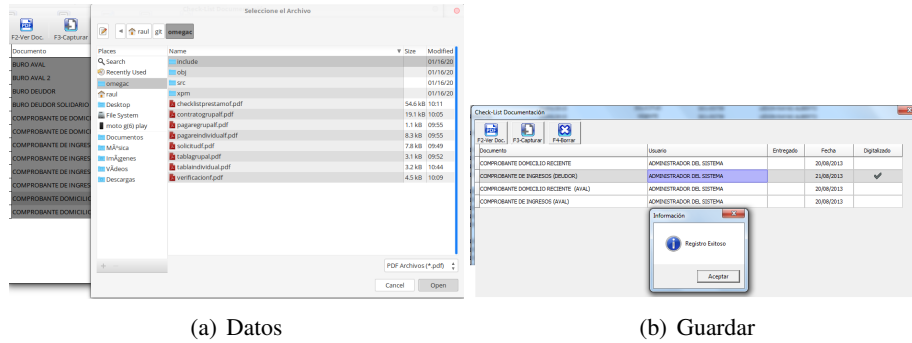 Seleccione el Archivo
F2-Ver Doc. F3-Capturar
raul git omegac
Documento
BURO AVAL
BURO AVAL 2
BURO DEUDOR
BURO DEUDOR SOLIDARIO
COMPROBANTE DE DOMICI
COMPROBANTE DE DOMICI
COMPROBANTE DE INGRES
COMPROBANTE DE INGRES
COMPROBANTE DE INGRES
COMPROBANTE DOMICILIO
COMPROBANTE DOMICILIO
Places
Search
Recently Used
omegac
raul
Desktop
File System
moto g(6) play
Documentos
MÃºsica
ImÃgenes
VÃdeos
Descargas
Name Size Modified
include 01/16/20
obj 01/16/20
src 01/16/20
xpm 01/16/20
checklistprestamof.pdf 54.6 kB 10:11
contratogrupalf.pdf 19.1 kB 10:05
pagaregrupalf.pdf 1.1 kB 09:55
pagareindividualf.pdf 8.3 kB 09:55
solicitudf.pdf 7.8 kB 09:49
tablagrupal.pdf 3.1 kB 09:52
tablaindividual.pdf 3.2 kB 10:44
verificacionf.pdf 4.5 kB 10:09
PDF Archivos (*.pdf)
Cancel Open
(a) Datos
Check-List Documentación
F2-Ver Doc. F3-Capturar F4-Borrar
Documento Usuario Entregado Fecha Digitalizado
COMPROBANTE DOMICILIO RECIENTE ADMINISTRADOR DEL SISTEMA 20/08/2013
COMPROBANTE DE INGRESOS (DEUDOR) ADMINISTRADOR DEL SISTEMA 21/08/2013
COMPROBANTE DOMICILIO RECIENTE (AVAL) ADMINISTRADOR DEL SISTEMA 20/08/2013
COMPROBANTE DE INGRESOS (AVAL) ADMINISTRADOR DEL SISTEMA 20/08/2013
Información
Registro Exitoso
Aceptar
(b) Guardar